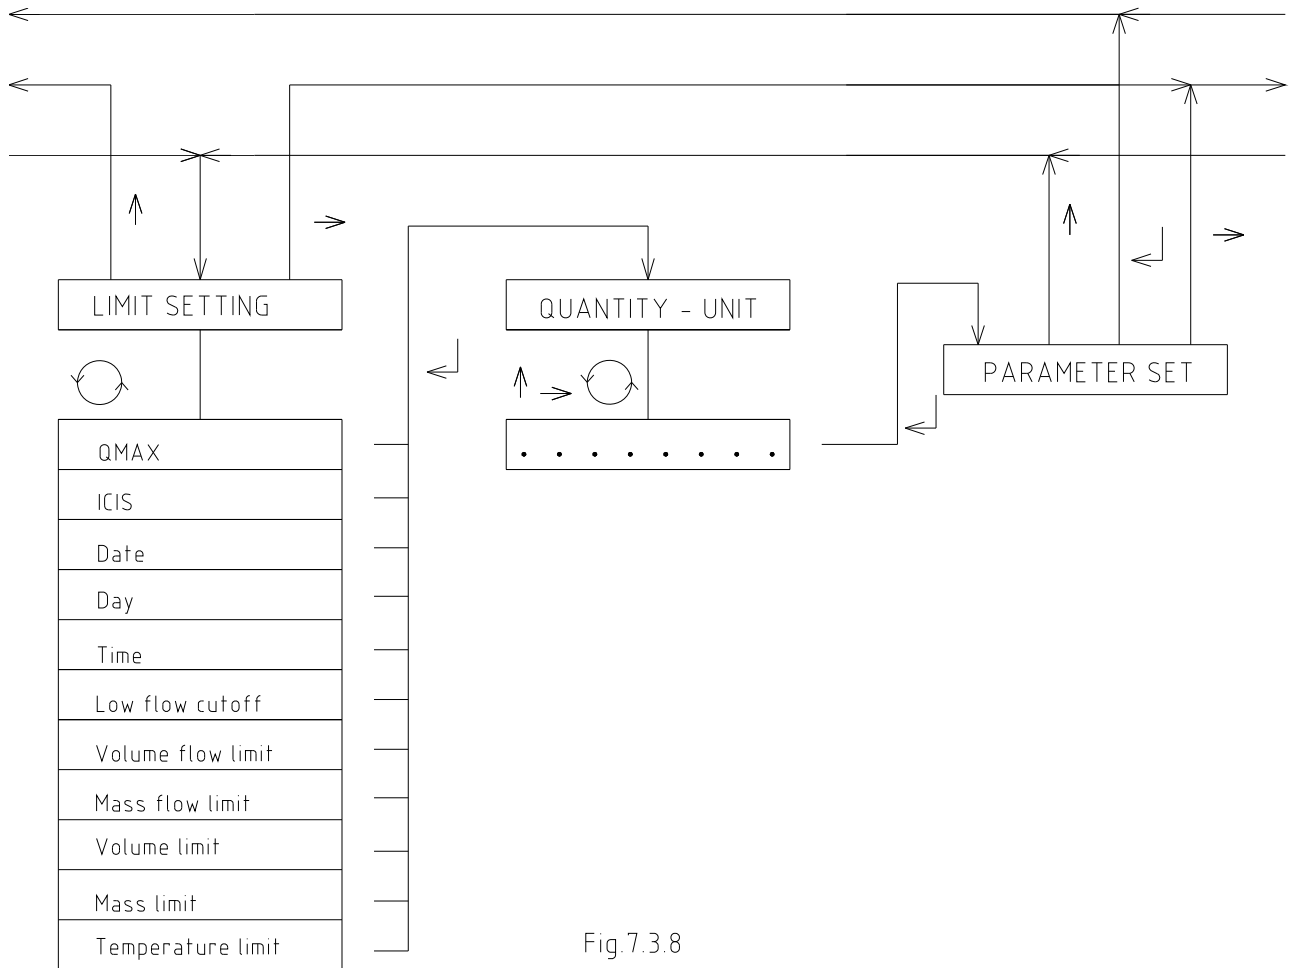 LIMIT SETTING
QUANTITY - UNIT
PARAMETER SET
QMAX
ICIS
Date
Day
Time
Low flow cutoff
Volume flow limit
Mass flow limit
Volume limit
Mass limit
Temperature limit
Fig.7.3.8